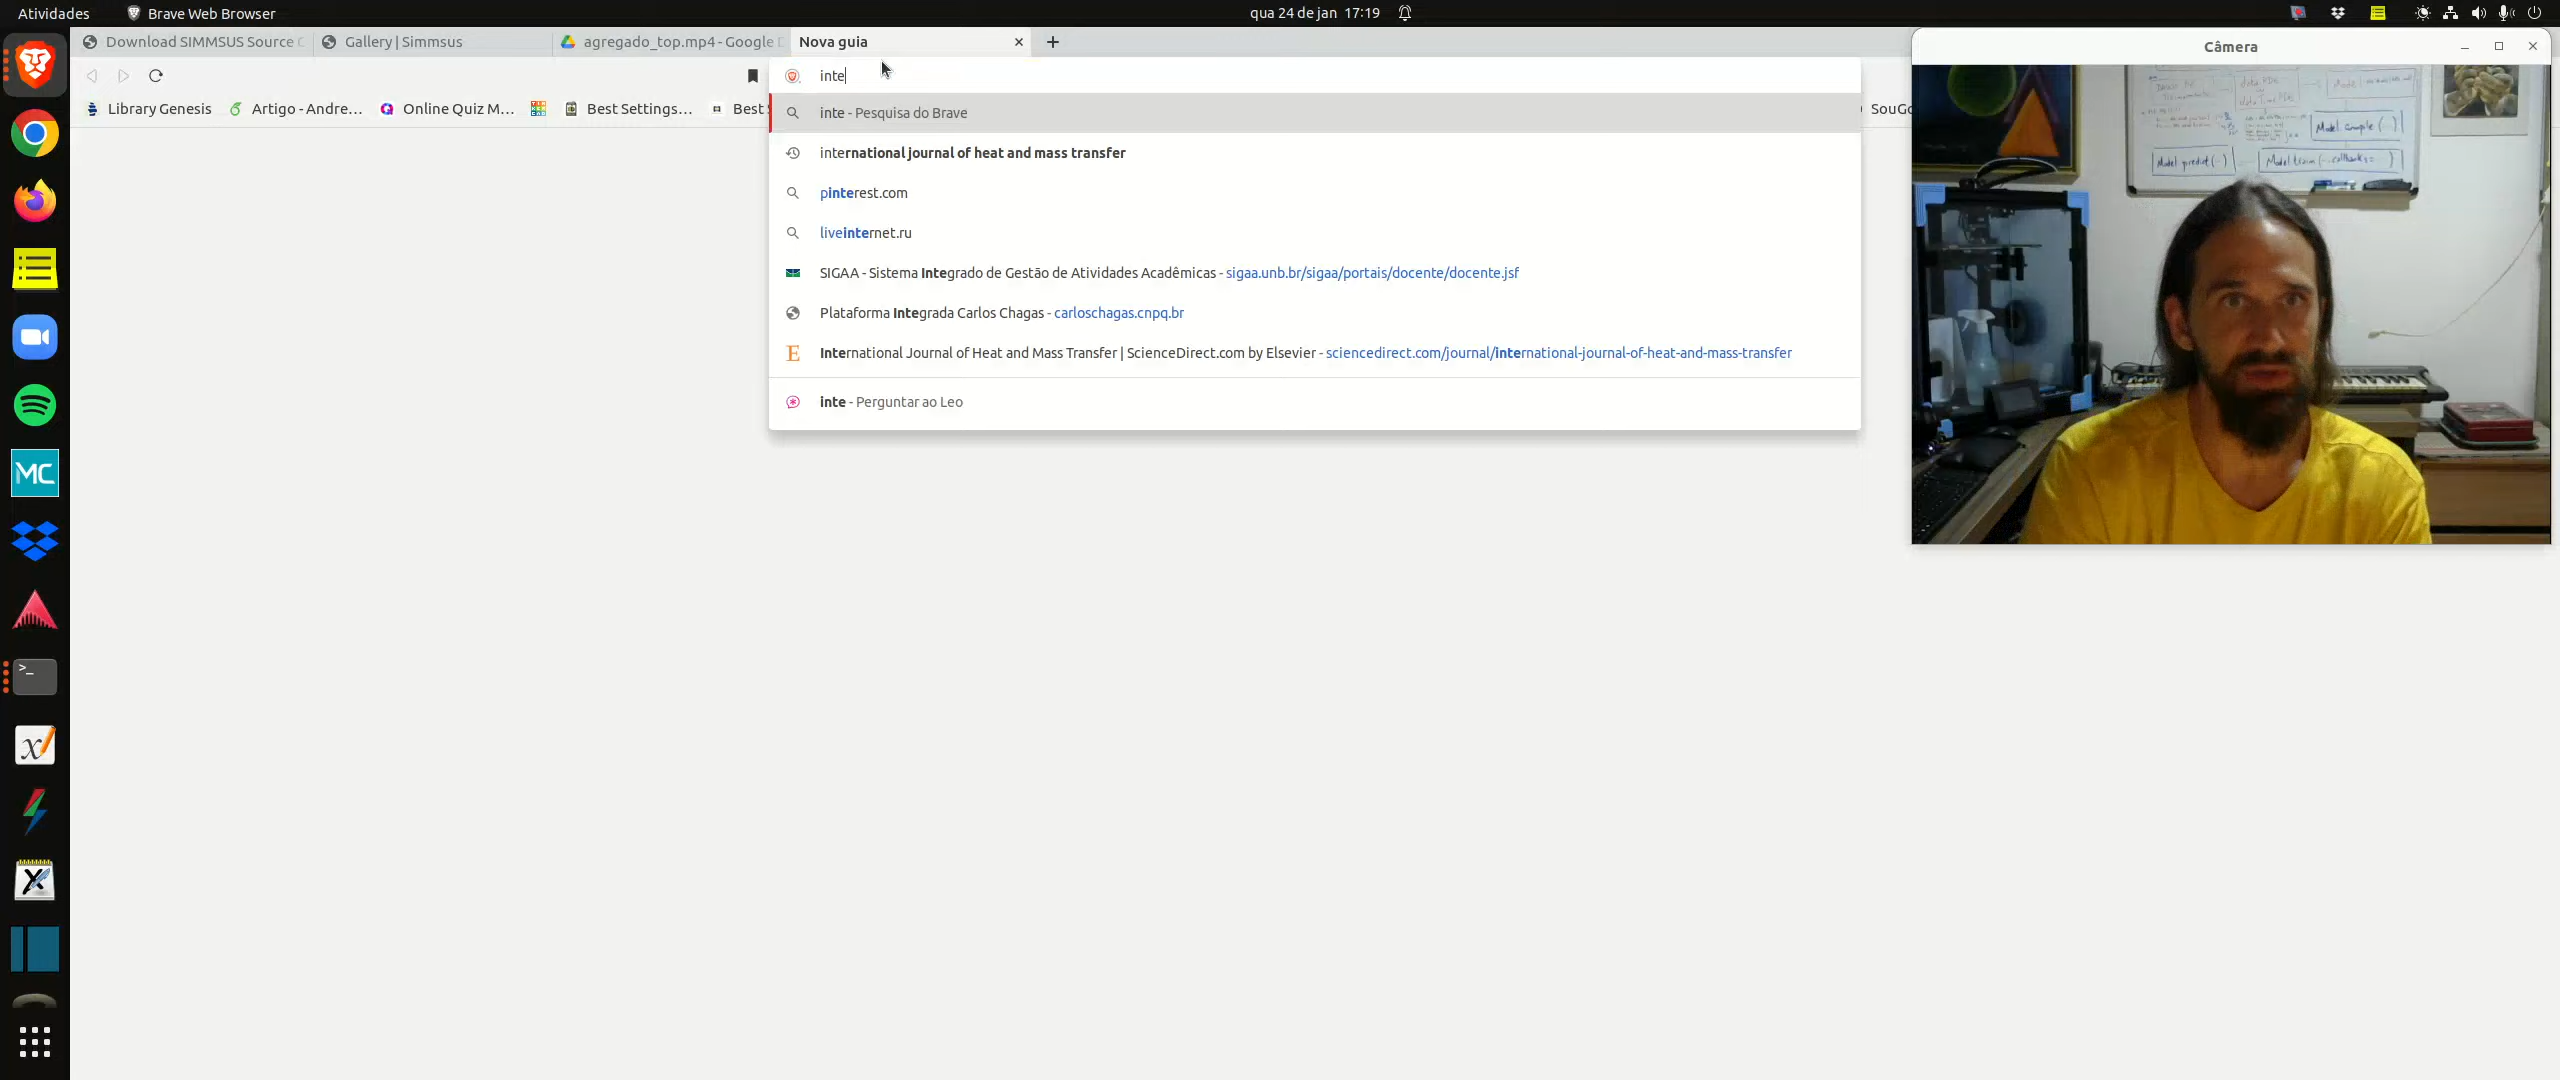 Atividades
Brave Web Browser
qua 24 de jan 17:19
Download SIMMSUS Source C
Gallery | Simmsus
agregado_top.mp4 - Google D
Nova guia
Câmera
inte
Library Genesis
Artigo - Andre...
Online Quiz M...
Best Settings...
Best S
SouGo
inte - Pesquisa do Brave
international journal of heat and mass transfer
pinterest.com
liveinternet.ru
SIGAA - Sistema Integrado de Gestão de Atividades Acadêmicas - sigaa.unb.br/sigaa/portais/docente/docente.jsf
Plataforma Integrada Carlos Chagas - carloschagas.cnpq.br
International Journal of Heat and Mass Transfer | ScienceDirect.com by Elsevier - sciencedirect.com/journal/international-journal-of-heat-and-mass-transfer
inte - Perguntar ao Leo
MC
Model.compile(..)
Model.predict(..)